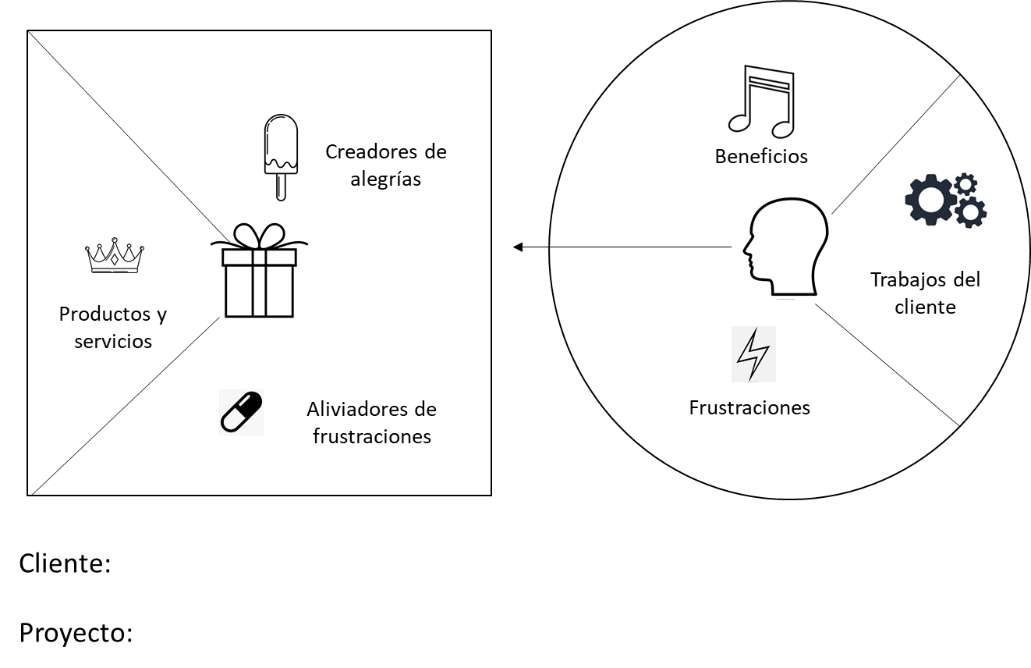 Creadores de
alegrías
Productos y
servicios
Aliviadores de
frustraciones
Beneficios
Trabajos del
cliente
Frustraciones
Cliente:
Proyecto: